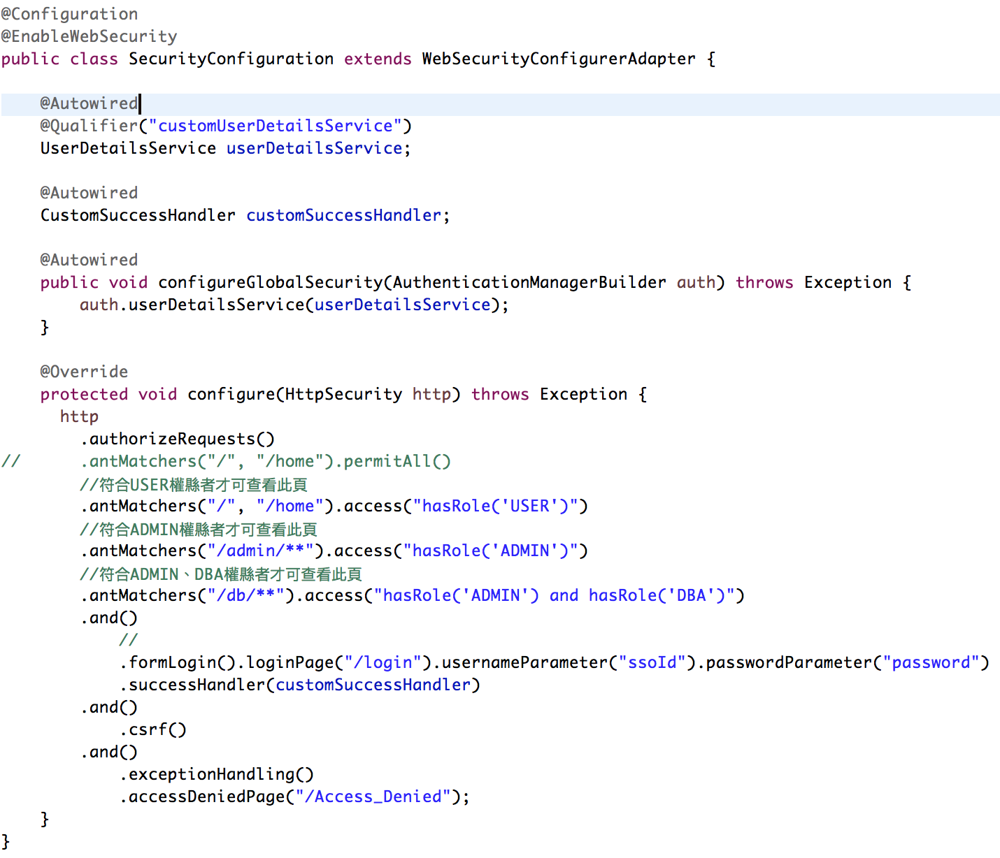 @Configuration
@EnableWebSecurity
public class SecurityConfiguration extends WebSecurityConfigurerAdapter {
@Autowired
@Qualifier("customUserDetailsService")
UserDetailsService userDetailsService;
@Autowired
CustomSuccessHandler customSuccessHandler;
@Autowired
public void configureGlobalSecurity(AuthenticationManagerBuilder auth) throws Exception {
auth.userDetailsService(userDetailsService);
}
@Override
protected void configure(HttpSecurity http) throws Exception {
http
.authorizeRequests()
// .antMatchers("/", "/home").permitAll()
//符合USER權縣者才可查看此頁
.antMatchers("/", "/home").access("hasRole('USER')")
//符合ADMIN權縣者才可查看此頁
.antMatchers("/admin/**").access("hasRole('ADMIN')")
//符合ADMIN、DBA權縣者才可查看此頁
.antMatchers("/db/**").access("hasRole('ADMIN') and hasRole('DBA')")
.and()
//
.formLogin().loginPage("/login").usernameParameter("ssoId").passwordParameter("password")
.successHandler(customSuccessHandler)
.and()
.csrf()
.and()
.exceptionHandling()
.accessDeniedPage("/Access_Denied");
}
}